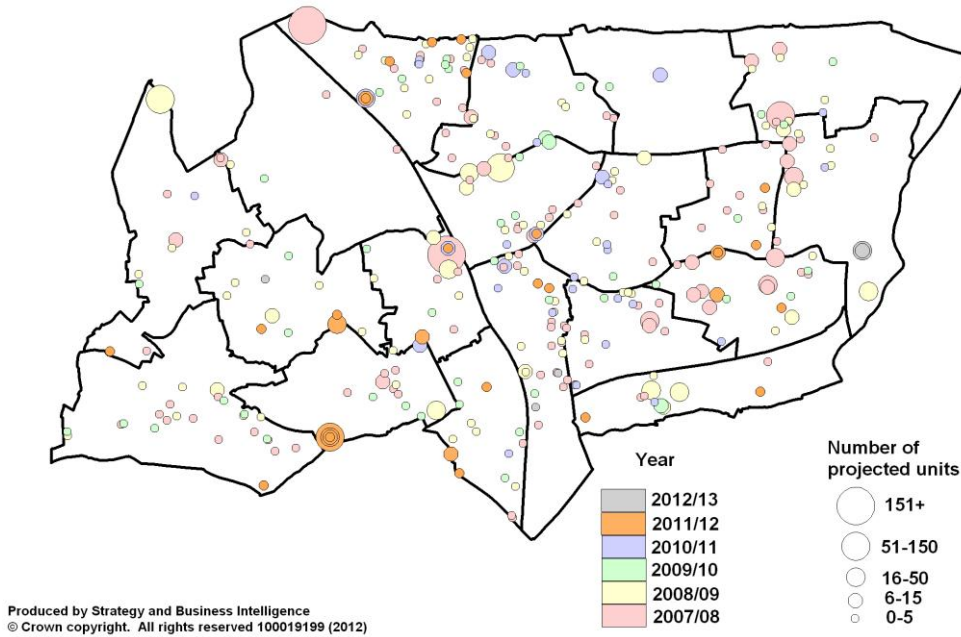 Year
2012/13
2011/12
2010/11
2009/10
2008/09
2007/08
Number of
projected units
151+
51-150
16-50
6-15
0-5
Produced by Strategy and Business Intelligence
© Crown copyright. All rights reserved 100019199 (2012)